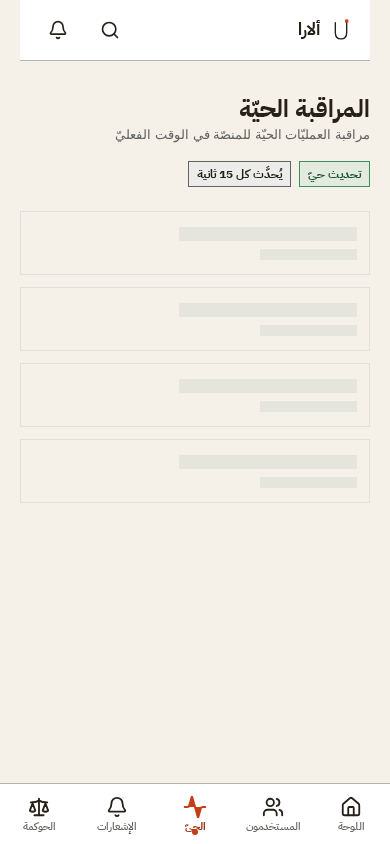 ألارا
المراقبة الحيّة
مراقبة العمليّات الحيّة للمنصّة في الوقت الفعليّ
تحديث حيّ
يُحدَّث كل 15 ثانية
اللوحة
المستخدمون
الحيّ
الإشعارات
الحوكمة